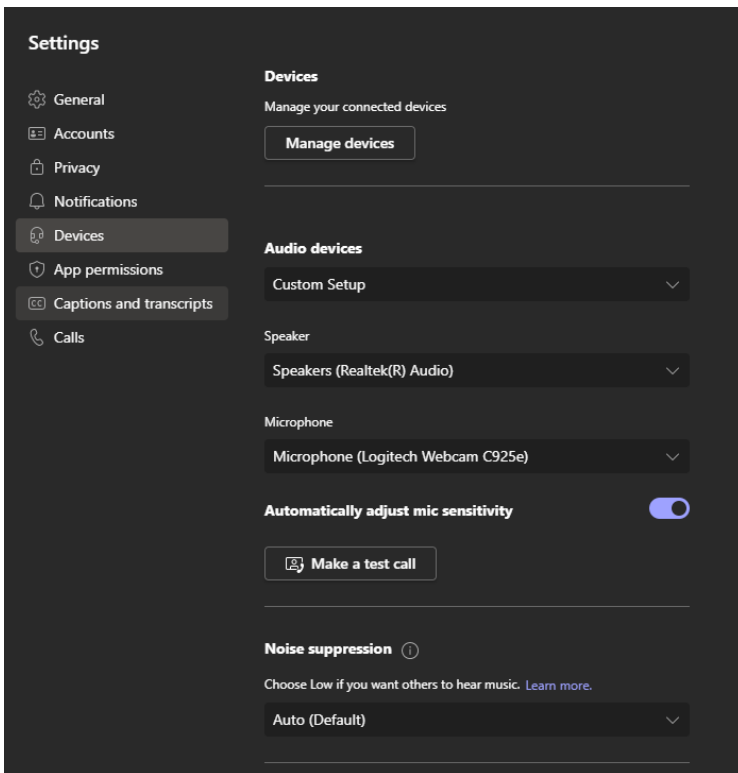 Settings
General
Accounts
Privacy
Notifications
Devices
App permissions
CC Captions and transcripts
Calls
Devices
Manage your connected devices
Manage devices
Audio devices
Custom Setup
Speaker
Speakers (Realtek(R) Audio)
Microphone
Microphone (Logitech Webcam C925e)
Automatically adjust mic sensitivity
Make a test call
Noise suppression
Choose Low if you want others to hear music. Learn more.
Auto (Default)